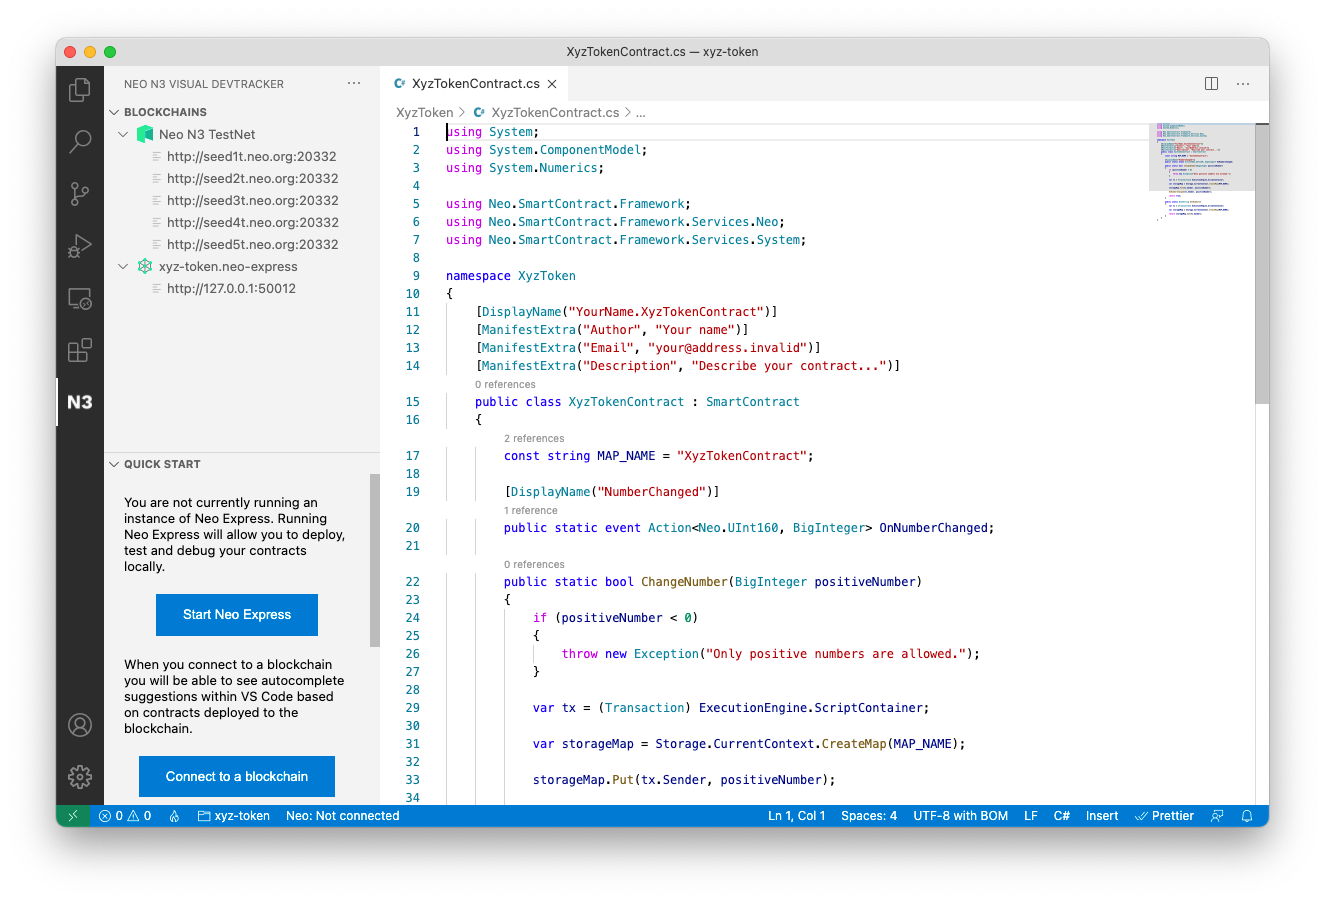 XyzTokenContract.cs — xyz-token
NEO N3 VISUAL DEVTRACKER
BLOCKCHAINS
Neo N3 TestNet
http://seed1t.neo.org:20332
http://seed2t.neo.org:20332
http://seed3t.neo.org:20332
http://seed4t.neo.org:20332
http://seed5t.neo.org:20332
xyz-token.neo-express
http://127.0.0.1:50012
N3
QUICK START
You are not currently running an
instance of Neo Express. Running
Neo Express will allow you to deploy,
test and debug your contracts
locally.
Start Neo Express
When you connect to a blockchain
you will be able to see autocomplete
suggestions within VS Code based
on contracts deployed to the
blockchain.
Connect to a blockchain
XyzTokenContract.cs
XyzToken > XyzTokenContract.cs > ...
1 using System;
2 using System.ComponentModel;
3 using System.Numerics;
4
5 using Neo.SmartContract.Framework;
6 using Neo.SmartContract.Framework.Services.Neo;
7 using Neo.SmartContract.Framework.Services.System;
8
9 namespace XyzToken
10 {
11 [DisplayName("YourName.XyzTokenContract")]
12 [ManifestExtra("Author", "Your name")]
13 [ManifestExtra("Email", "your@address.invalid")]
14 [ManifestExtra("Description", "Describe your contract...")]
0 references
15 public class XyzTokenContract : SmartContract
16 {
2 references
17 const string MAP_NAME = "XyzTokenContract";
18
19 [DisplayName("NumberChanged")]
1 reference
20 public static event Action<Neo.UInt160, BigInteger> OnNumberChanged;
21
0 references
22 public static bool ChangeNumber(BigInteger positiveNumber)
23 {
24 if (positiveNumber < 0)
25 {
26 throw new Exception("Only positive numbers are allowed.");
27 }
28
29 var tx = (Transaction) ExecutionEngine.ScriptContainer;
30
31 var storageMap = Storage.CurrentContext.CreateMap(MAP_NAME);
32
33 storageMap.Put(tx.Sender, positiveNumber);
34
0 0 xyz-token Neo: Not connected Ln 1, Col 1 Spaces: 4 UTF-8 with BOM LF C# Insert Prettier